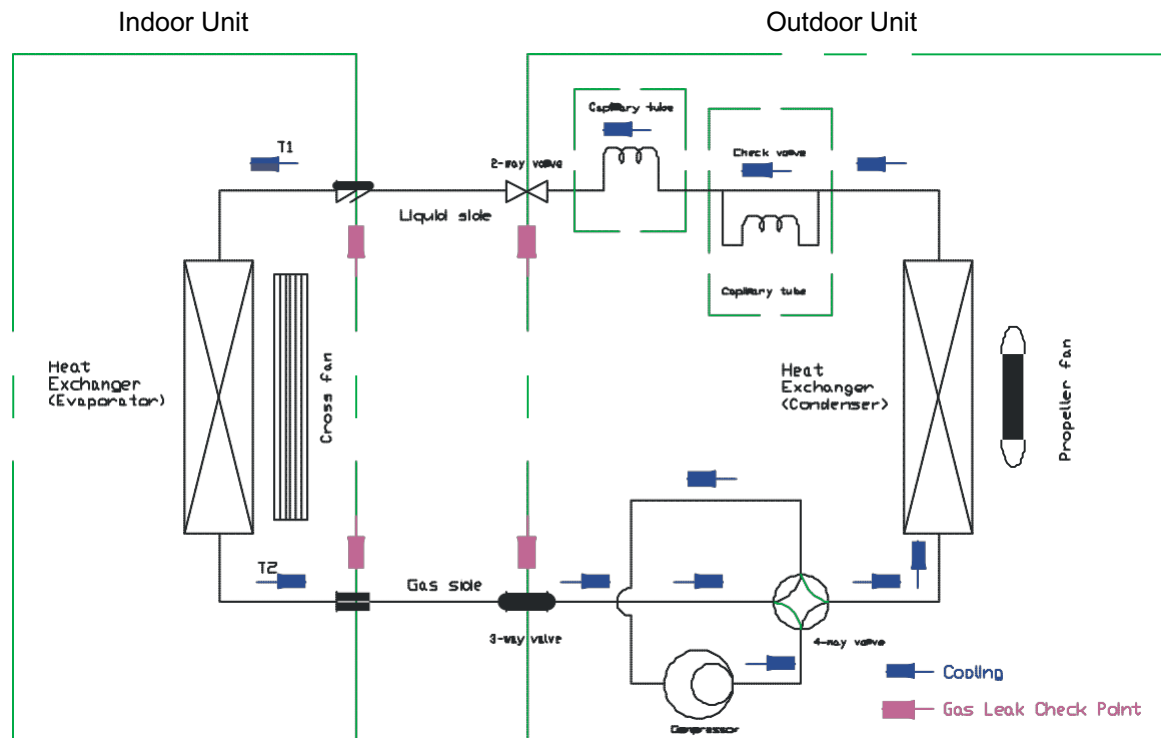 Indoor Unit
Outdoor Unit
Capillary tube
T1
2-way valve
Check valve
Liquid side
Capillary tube
Heat
Exchanger
(Evaporator)
Cross fan
Heat
Exchanger
(Condenser)
Propeller fan
T2
Gas side
3-way valve
4-way valve
Cooling
Gas Leak Check Point
Compressor